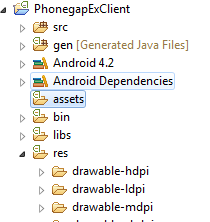 PhonegapExClient
src
gen [Generated Java Files]
Android 4.2
Android Dependencies
assets
bin
libs
res
drawable-hdpi
drawable-ldpi
drawable-mdpi